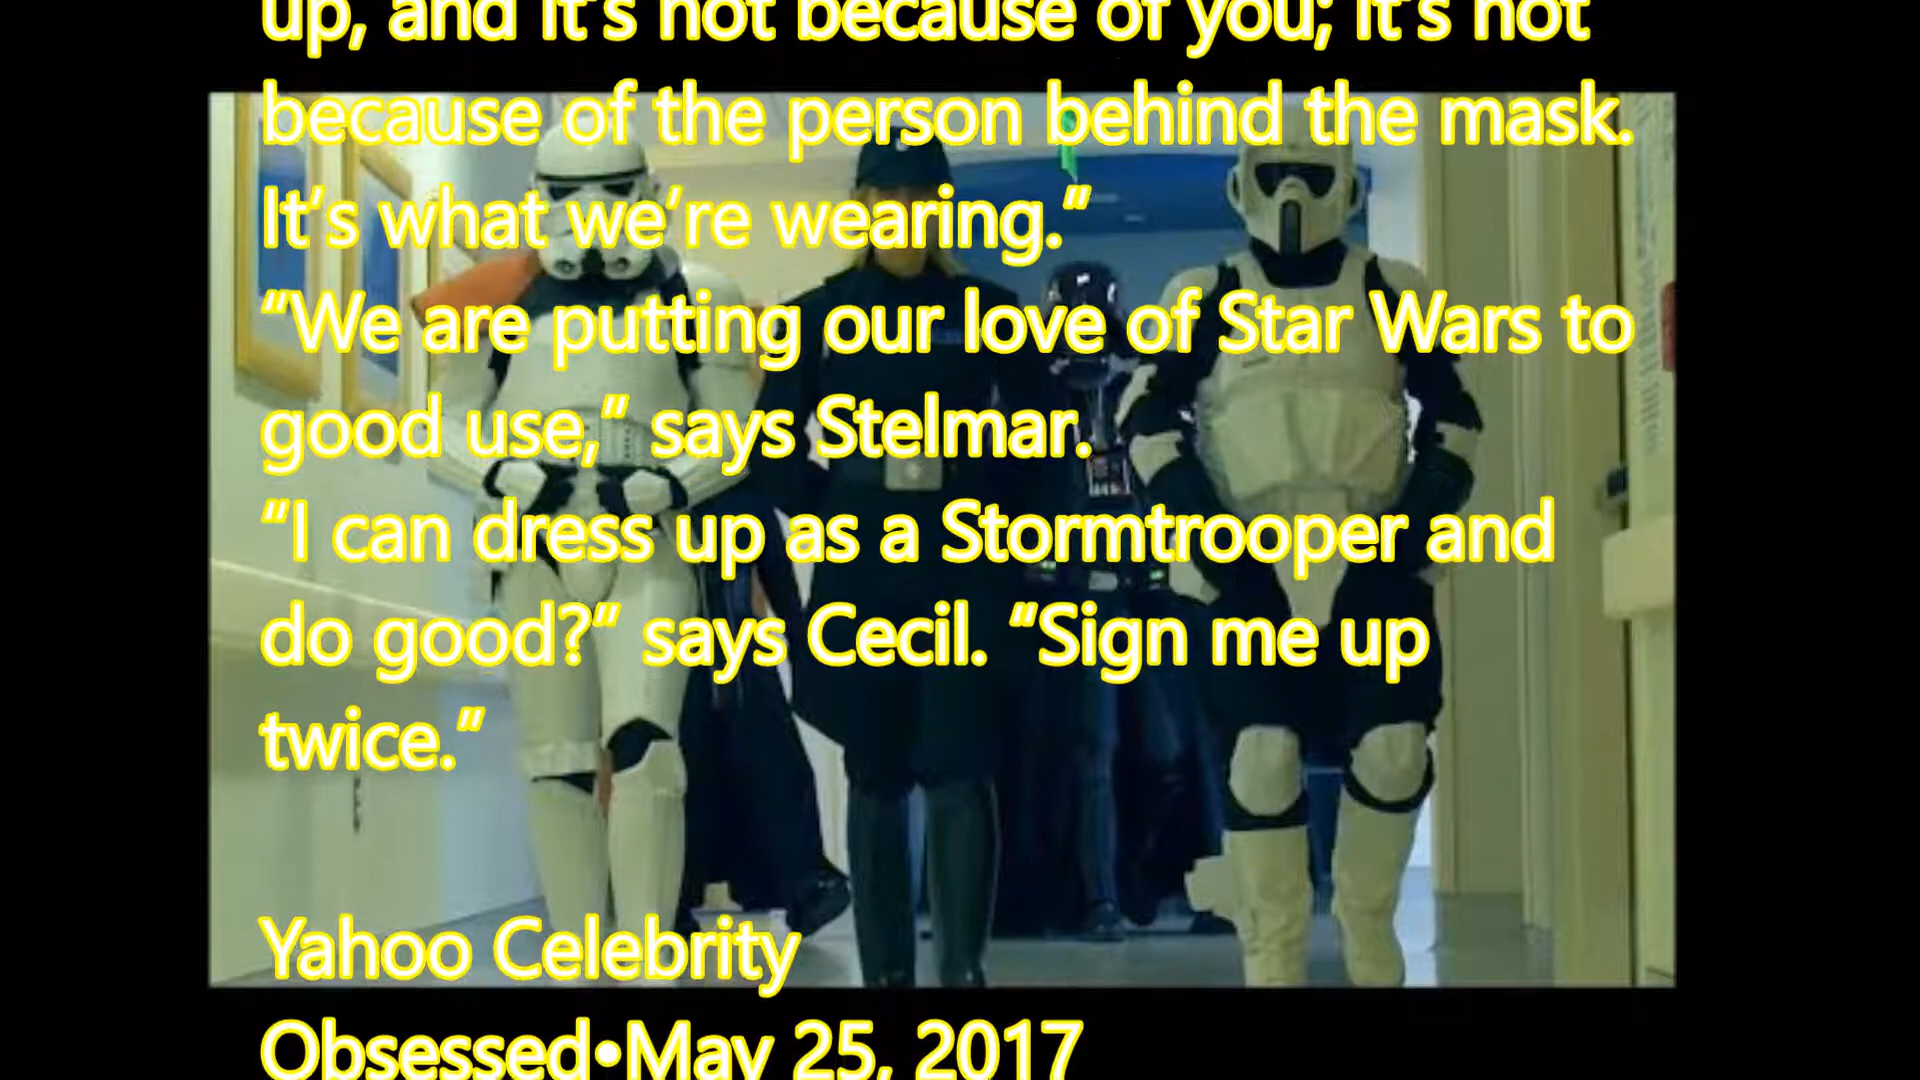 up, and it’s not because of you; it’s not
because of the person behind the mask.
It’s what we’re wearing.”
“We are putting our love of Star Wars to
good use,” says Stelmar.
“I can dress up as a Stormtrooper and
do good?” says Cecil. “Sign me up
twice.”
Yahoo Celebrity
Obsessed•May 25, 2017